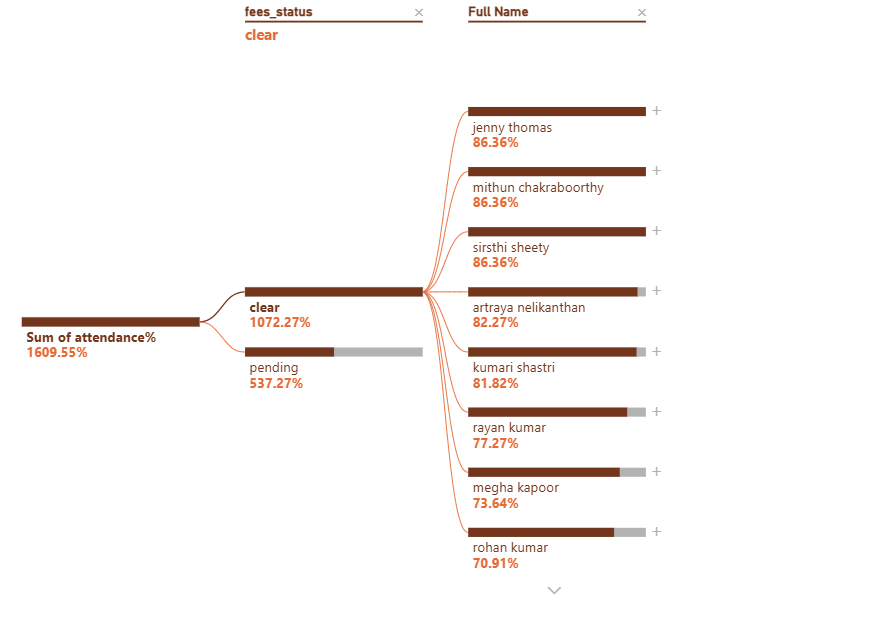 fees_status
clear
Full Name
Sum of attendance%
1609.55%
clear
1072.27%
pending
537.27%
jenny thomas
86.36%
mithun chakraboorthy
86.36%
sirsthi sheety
86.36%
artraya nelikanthan
82.27%
kumari shastri
81.82%
rayan kumar
77.27%
megha kapoor
73.64%
rohan kumar
70.91%